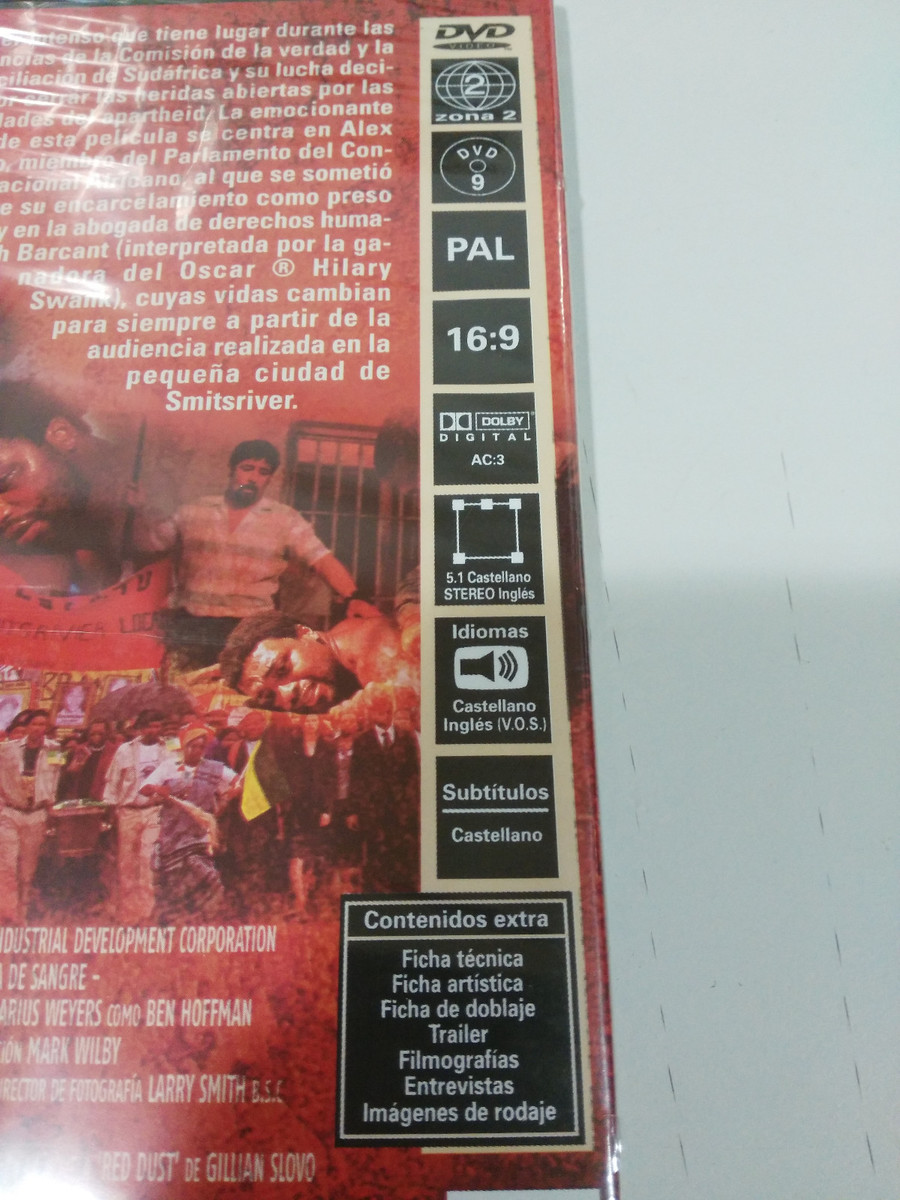 intenso que tiene lugar durante las
de la Comisión de la verdad y la
ciliación de Sudáfrica y su lucha deci-
cerrar las heridas abiertas por las
dades del apartheid. La emocionante
de esta película se centra en Alex
o, miembro del Parlamento del Con-
acional Africano, al que se sometió
e su encarcelamiento como preso
y en la abogada de derechos huma-
h Barcant (interpretada por la ga-
nadora del Oscar ® Hilary
Swank), cuyas vidas cambian
para siempre a partir de la
audiencia realizada en la
pequeña ciudad de
Smitsriver.
DVD
VIDEO
2
zona 2
DVD
9
PAL
16:9
DOLBY
DIGITAL
AC:3
5.1 Castellano
STEREO Inglés
Idiomas
Castellano
Inglés (V.O.S.)
Subtítulos
Castellano
Contenidos extra
Ficha técnica
Ficha artística
Ficha de doblaje
Trailer
Filmografías
Entrevistas
Imágenes de rodaje
NDUSTRIAL DEVELOPMENT CORPORATION
DE SANGRE -
ARIUS WEYERS COMO BEN HOFFMAN
IÓN MARK WILBY
RECTOR DE FOTOGRAFÍA LARRY SMITH B.S.C
'RED DUST' DE GILLIAN SLOVO